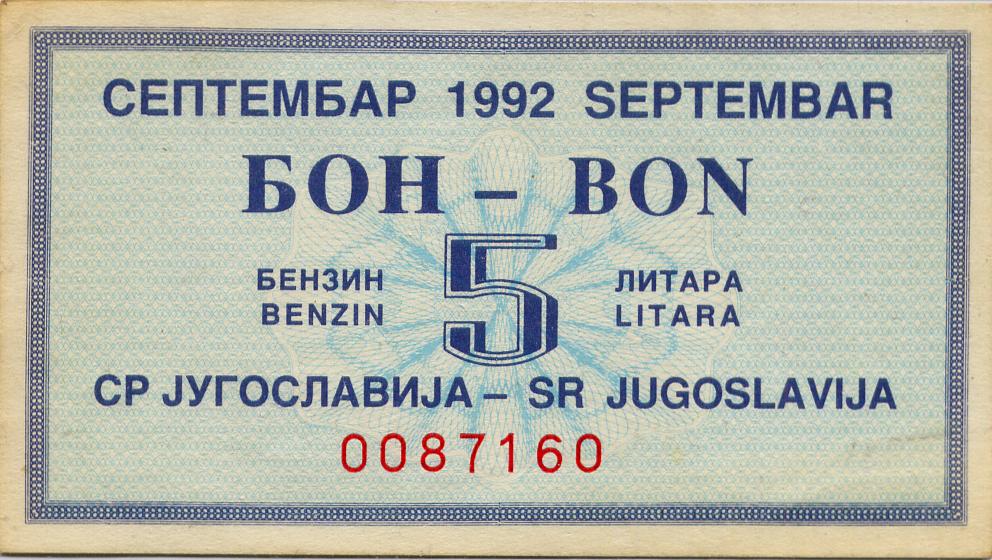 СЕПТЕМБАР 1992 SEPTEMBAR
БОН – BON
БЕНЗИН 5 ЛИТАРА
BENZIN LITARA
СР ЈУГОСЛАВИЈА – SR JUGOSLAVIJA
0087160